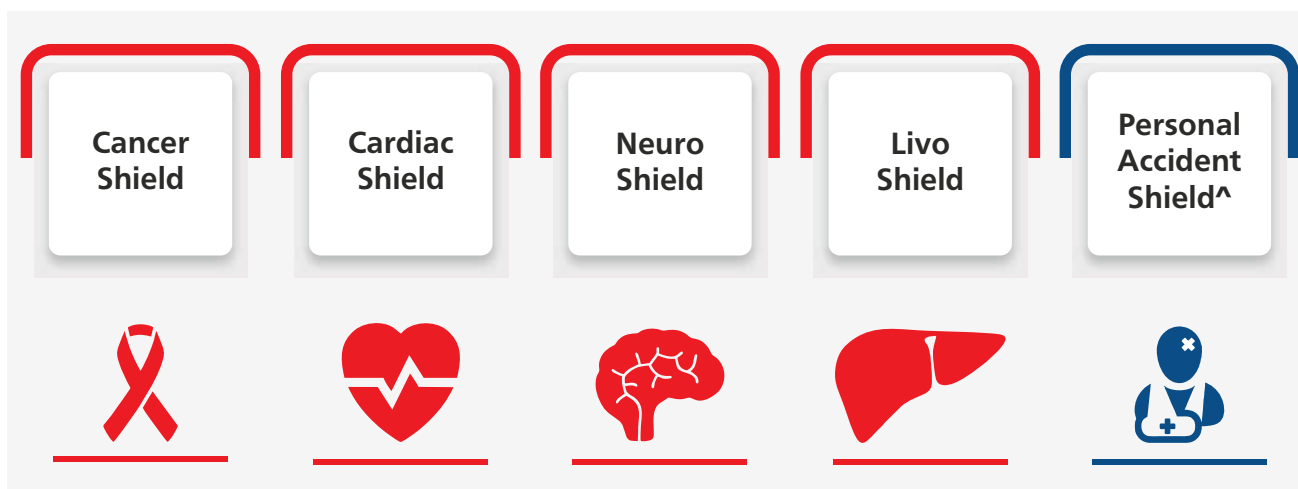 Cancer
Shield
Cardiac
Shield
Neuro
Shield
Livo
Shield
Personal
Accident
Shield^